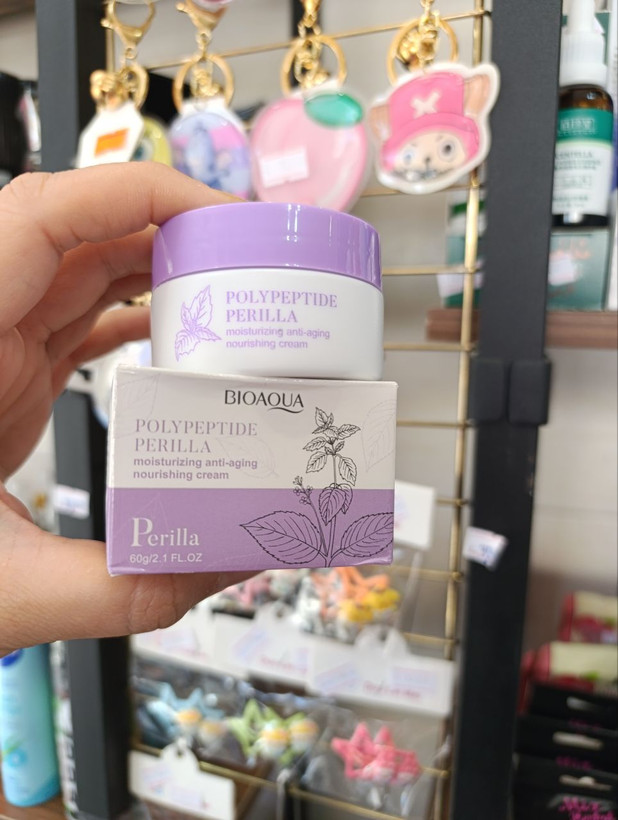 POLYPEPTIDE
PERILLA
moisturizing anti-aging
nourishing cream
BIOAQUA
POLYPEPTIDE
PERILLA
moisturizing anti-aging
nourishing cream
Perilla
60g/2.1 FL.OZ